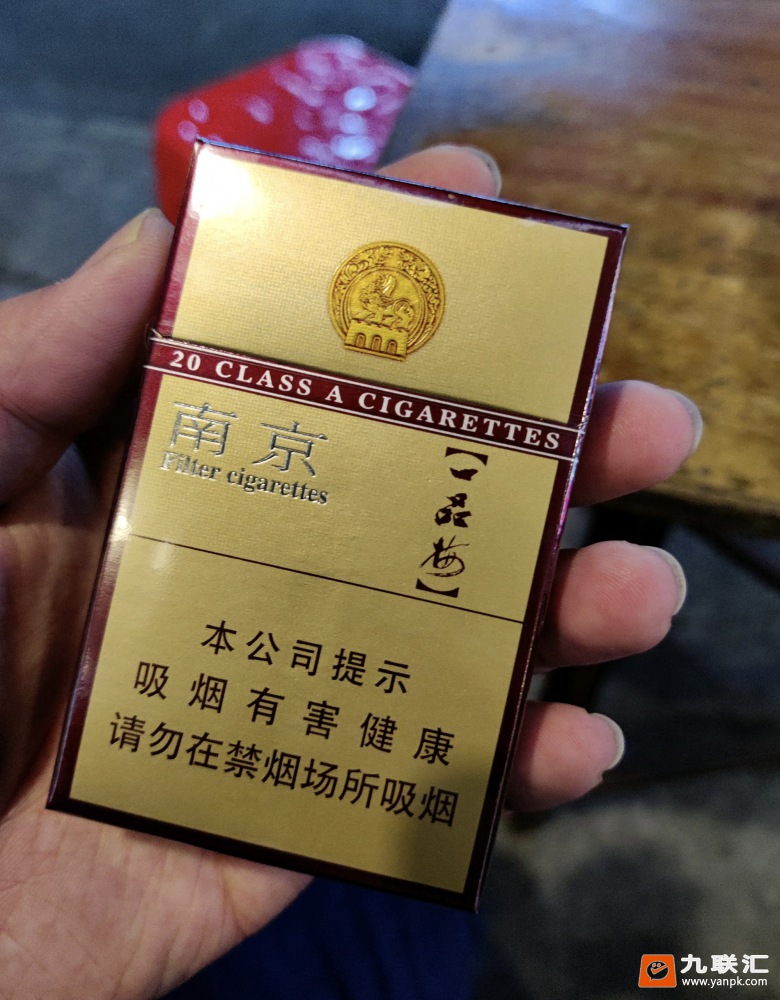 20 CLASS A CIGARETTES
南京
Filter cigarettes
【一品梅】
本公司提示
吸烟有害健康
请勿在禁烟场所吸烟
九联汇
www.yanpk.com